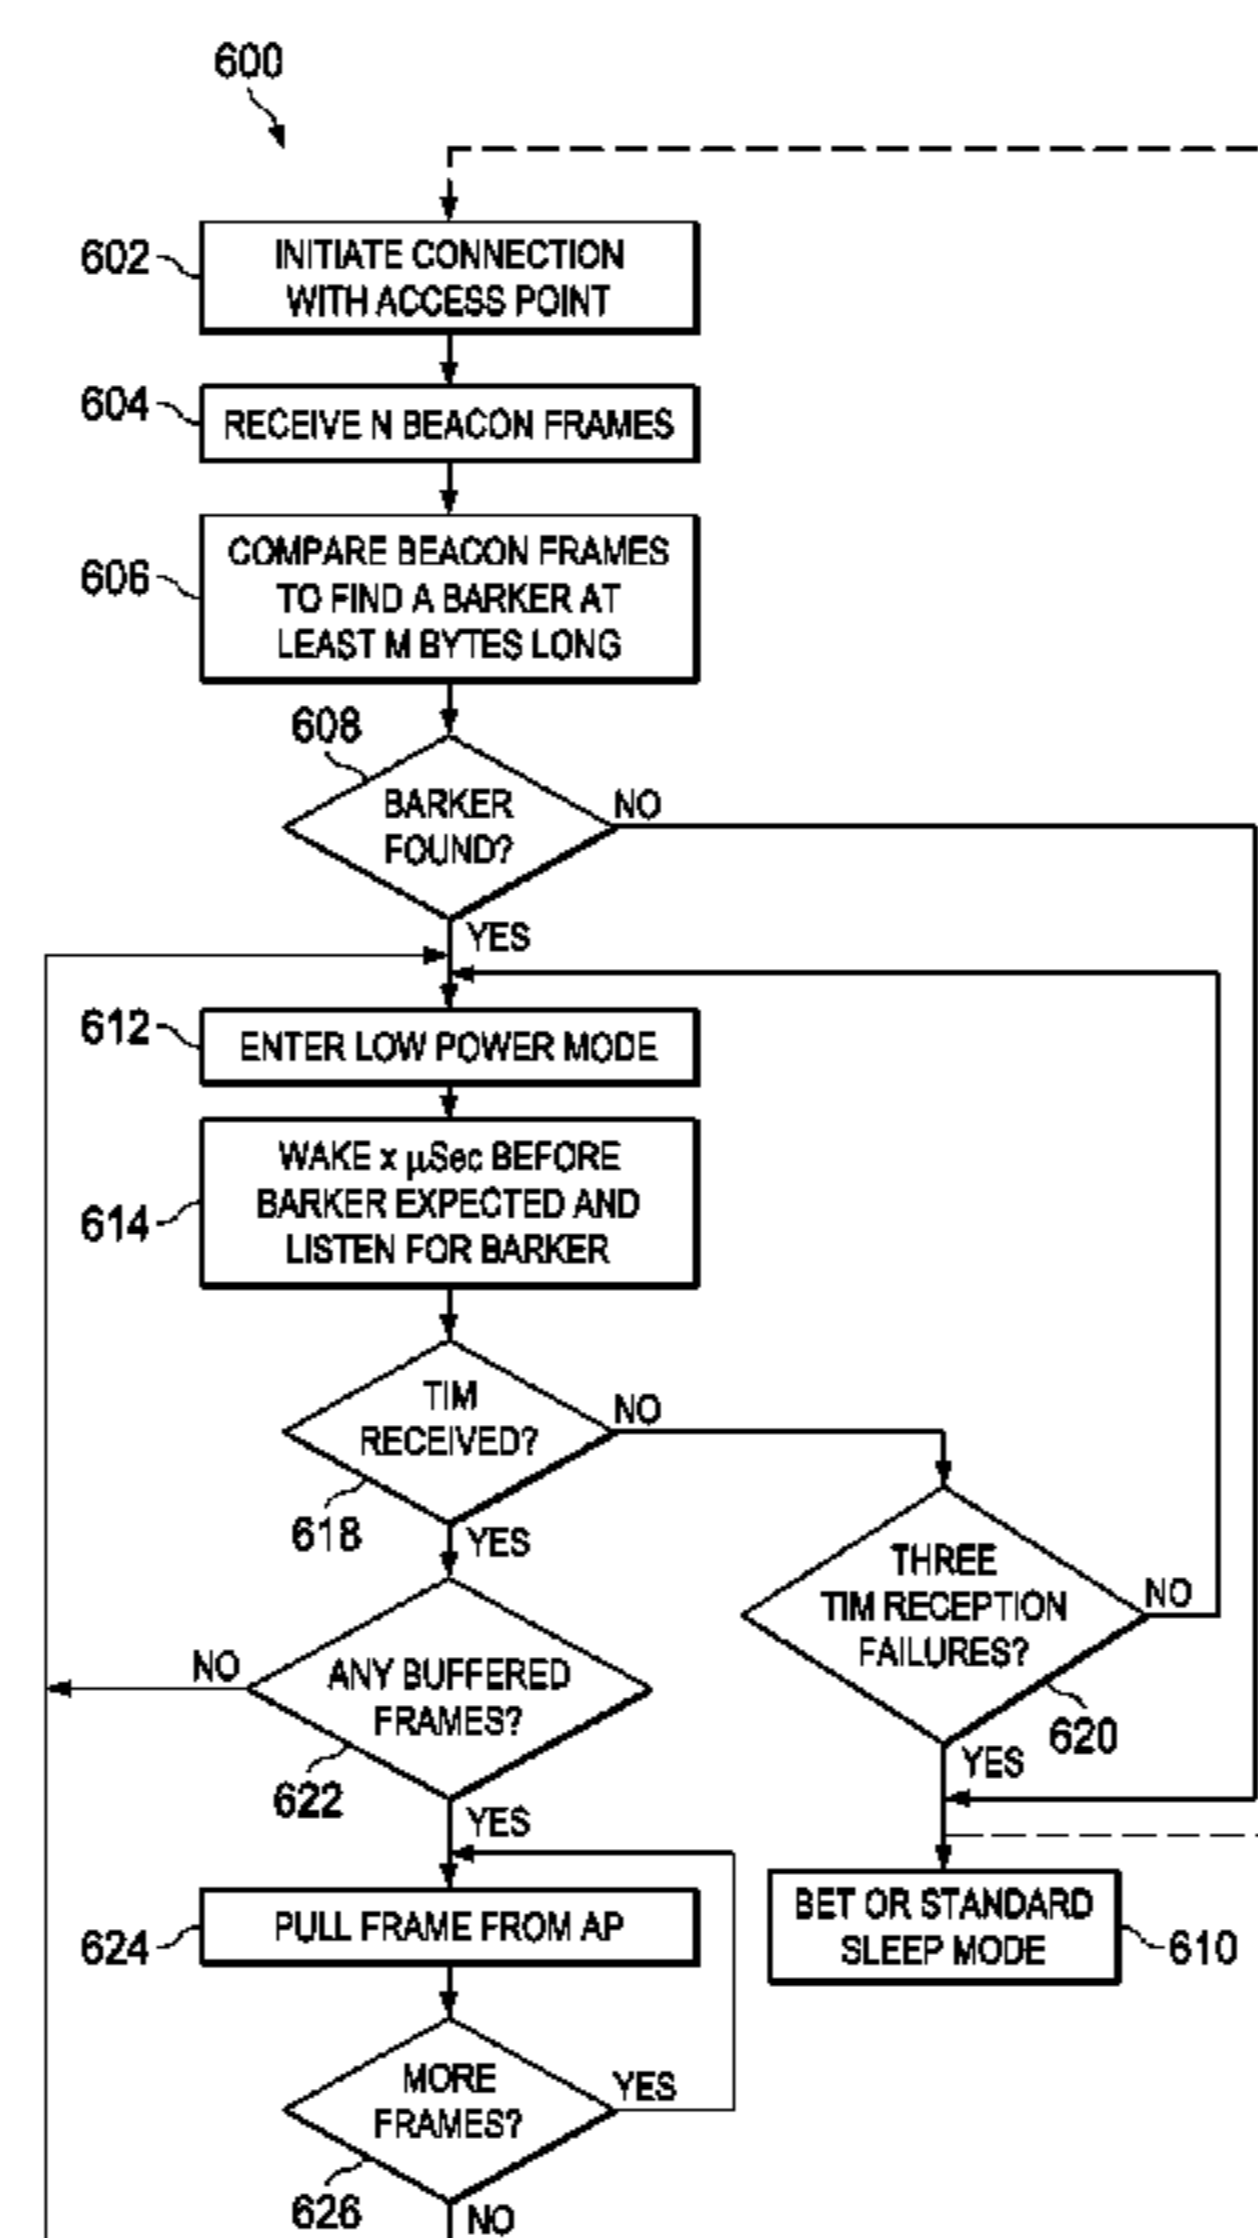 600
602
INITIATE CONNECTION
WITH ACCESS POINT
604
RECEIVE N BEACON FRAMES
606
COMPARE BEACON FRAMES
TO FIND A BARKER AT
LEAST M BYTES LONG
608
BARKER
FOUND?
NO
YES
612
ENTER LOW POWER MODE
614
WAKE x µSec BEFORE
BARKER EXPECTED AND
LISTEN FOR BARKER
TIM
RECEIVED?
NO
618
YES
THREE
TIM RECEPTION
FAILURES?
NO
620
YES
ANY BUFFERED
FRAMES?
NO
622
YES
624
PULL FRAME FROM AP
BET OR STANDARD
SLEEP MODE
610
MORE
FRAMES?
YES
626
NO